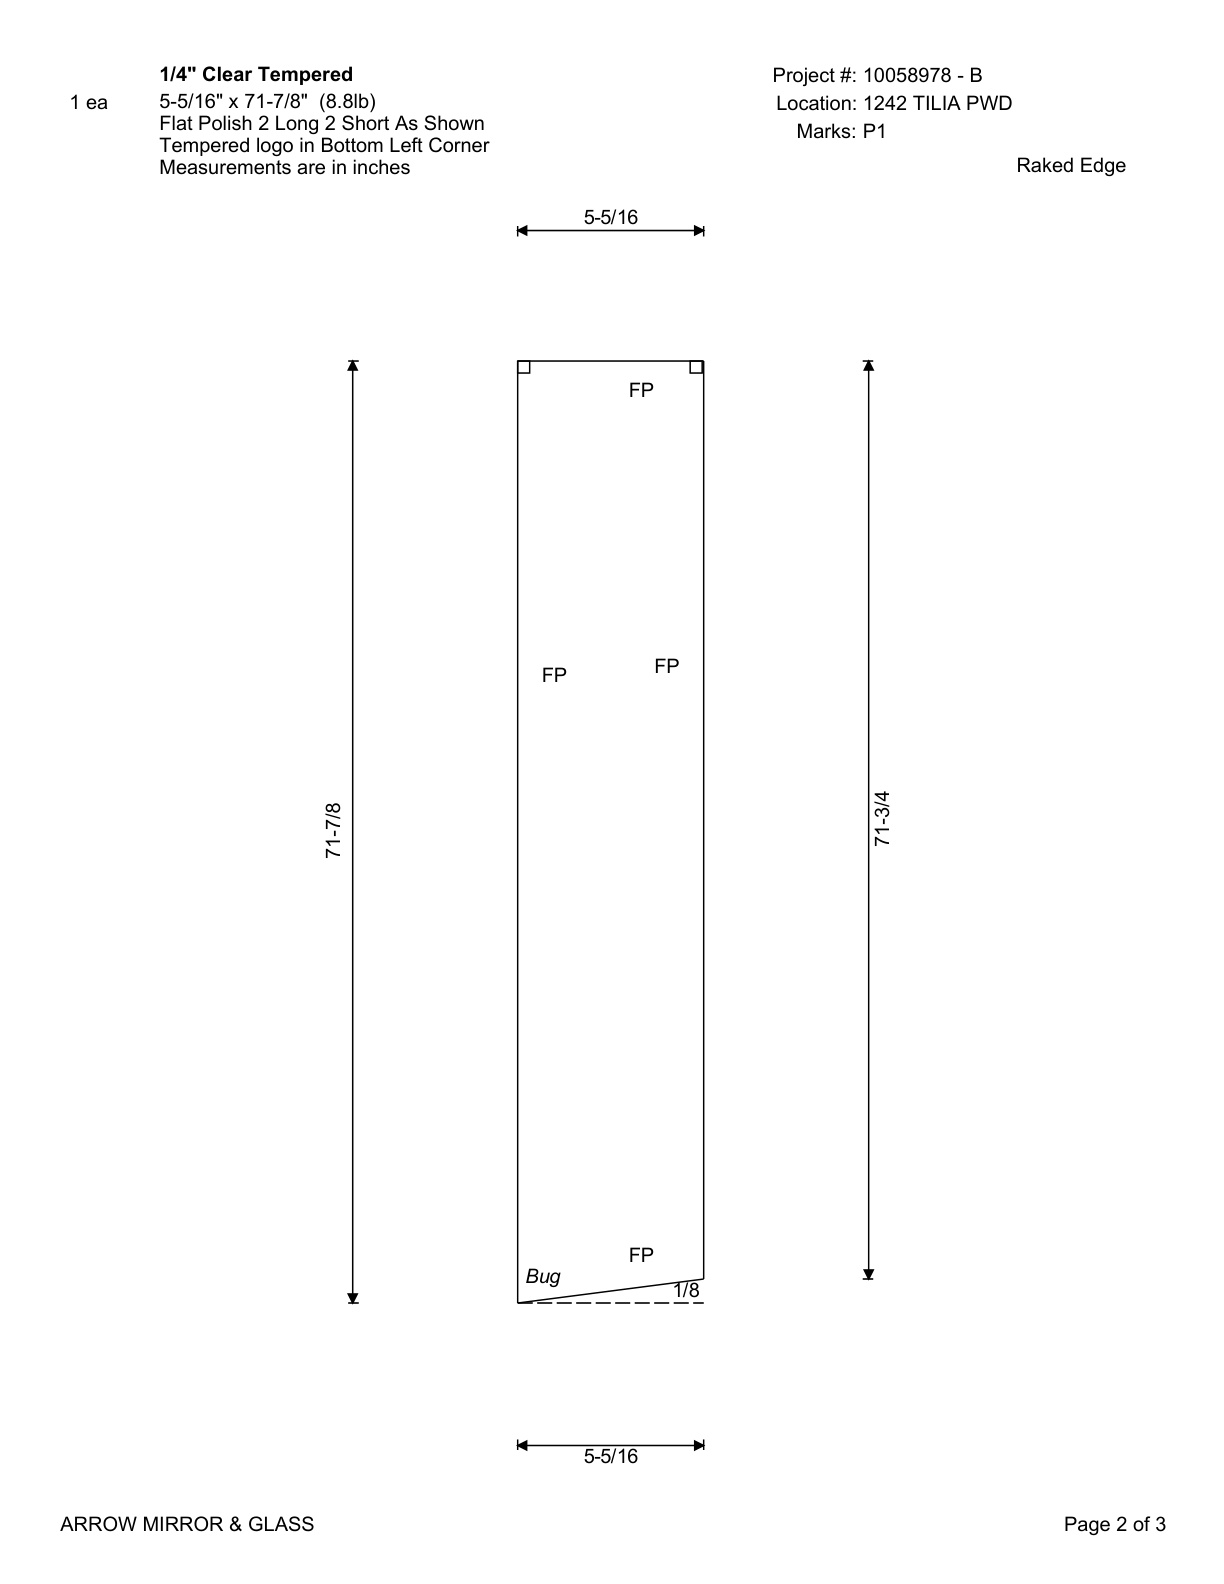 1/4" Clear Tempered
1 ea
5-5/16" x 71-7/8"  (8.8lb)
Flat Polish 2 Long 2 Short As Shown
Tempered logo in Bottom Left Corner
Measurements are in inches
Project #: 10058978 - B
Location: 1242 TILIA PWD
Marks: P1
Raked Edge
5-5/16
FP
FP
FP
71-7/8
71-3/4
FP
Bug
1/8
5-5/16
ARROW MIRROR & GLASS
Page 2 of 3